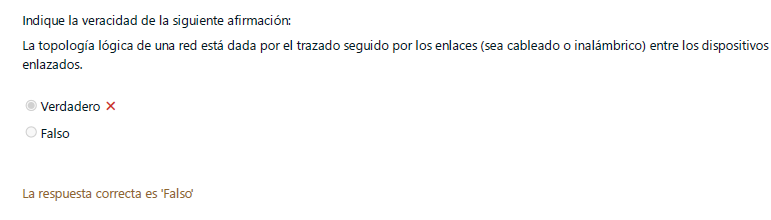 Indique la veracidad de la siguiente afirmación:
La topología lógica de una red está dada por el trazado seguido por los enlaces (sea cableado o inalámbrico) entre los dispositivos
enlazados.
Verdadero
Falso
La respuesta correcta es 'Falso'